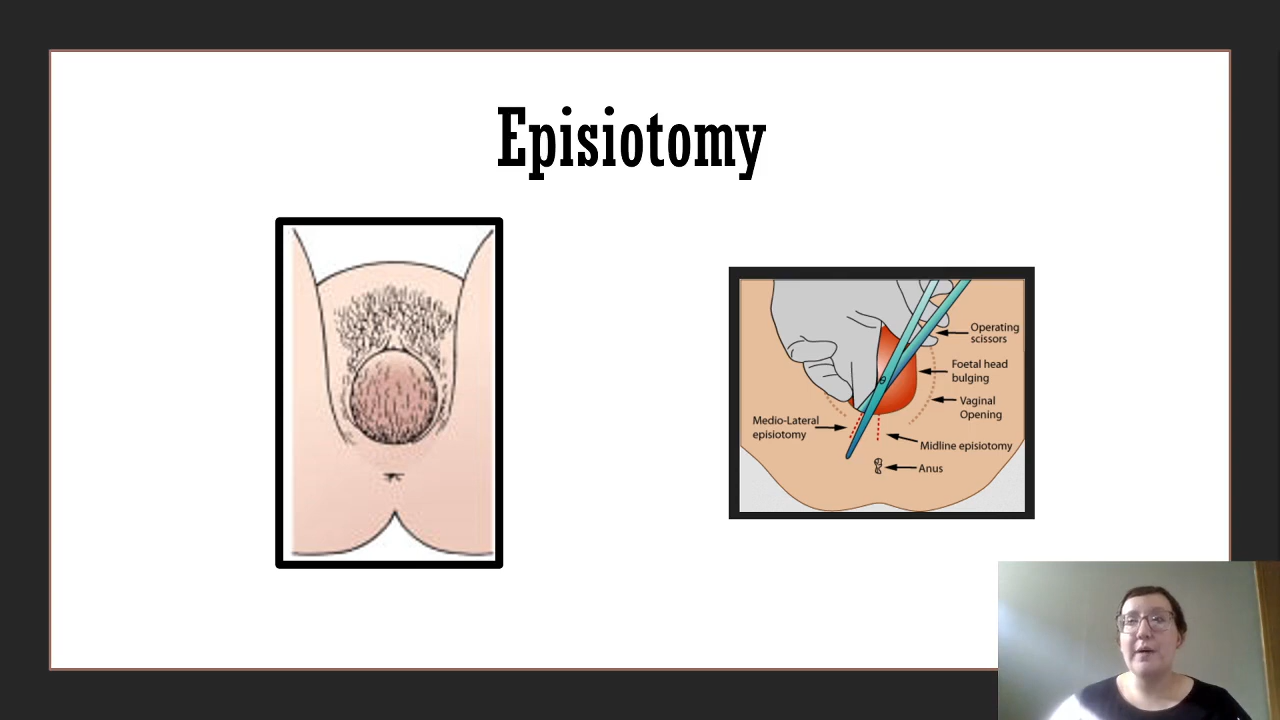 Episiotomy
Operating
scissors
Foetal head
bulging
Vaginal
Opening
Medio-Lateral
episiotomy
Midline episiotomy
Anus